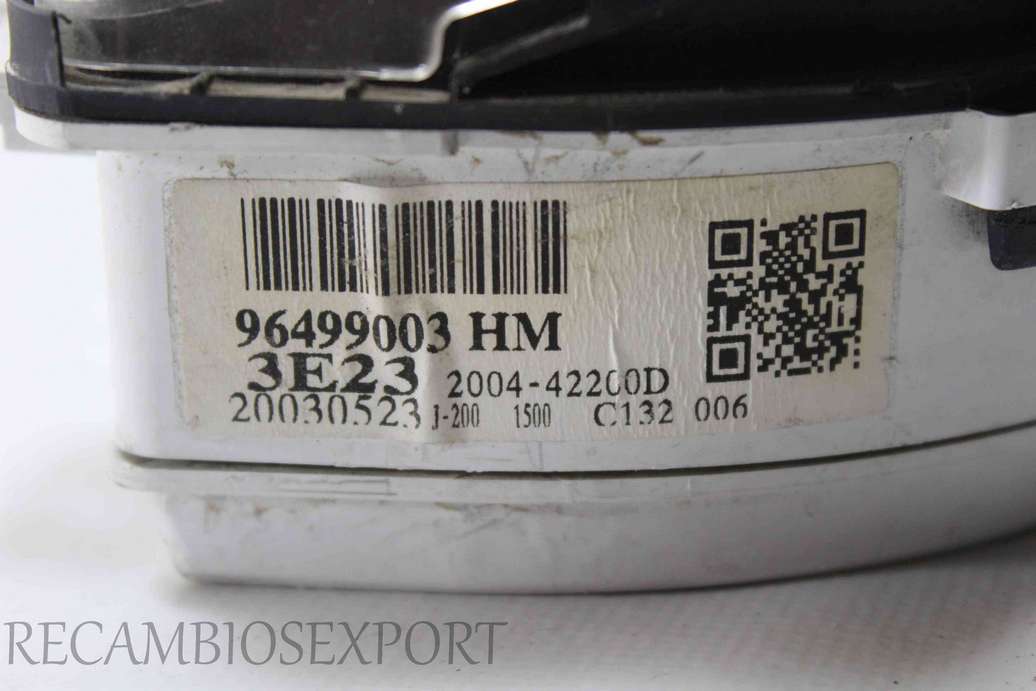 96499003 HM
3E23 2004-42200D
20030523 J-200 1500 C132 006
RECAMBIOSEXPORT